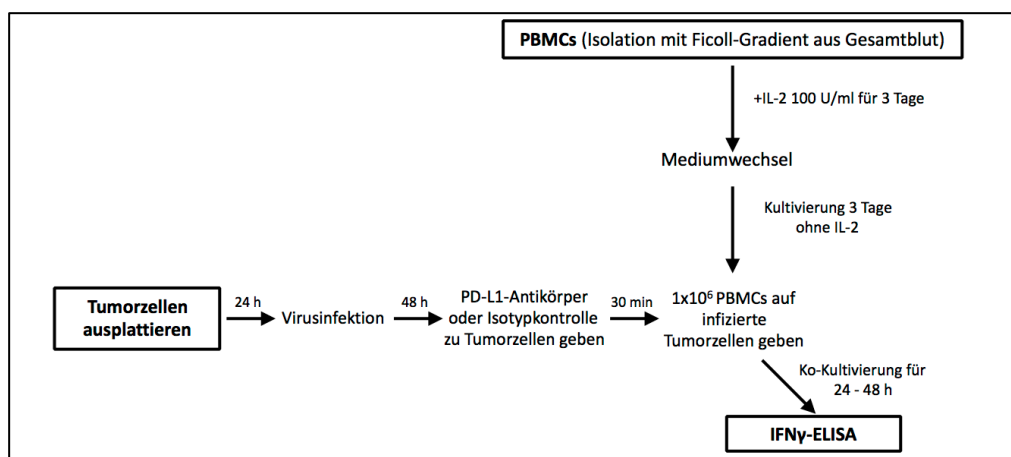 PBMCs (Isolation mit Ficoll-Gradient aus Gesamtblut)
+IL-2 100 U/ml für 3 Tage
Mediumwechsel
Kultivierung 3 Tage
ohne IL-2
Tumorzellen
ausplattieren
24 h
Virusinfektion
48 h
PD-L1-Antikörper
oder Isotypkontrolle
zu Tumorzellen geben
30 min
1x10⁶ PBMCs auf
infizierte
Tumorzellen geben
Ko-Kultivierung für
24 - 48 h
IFNγ-ELISA